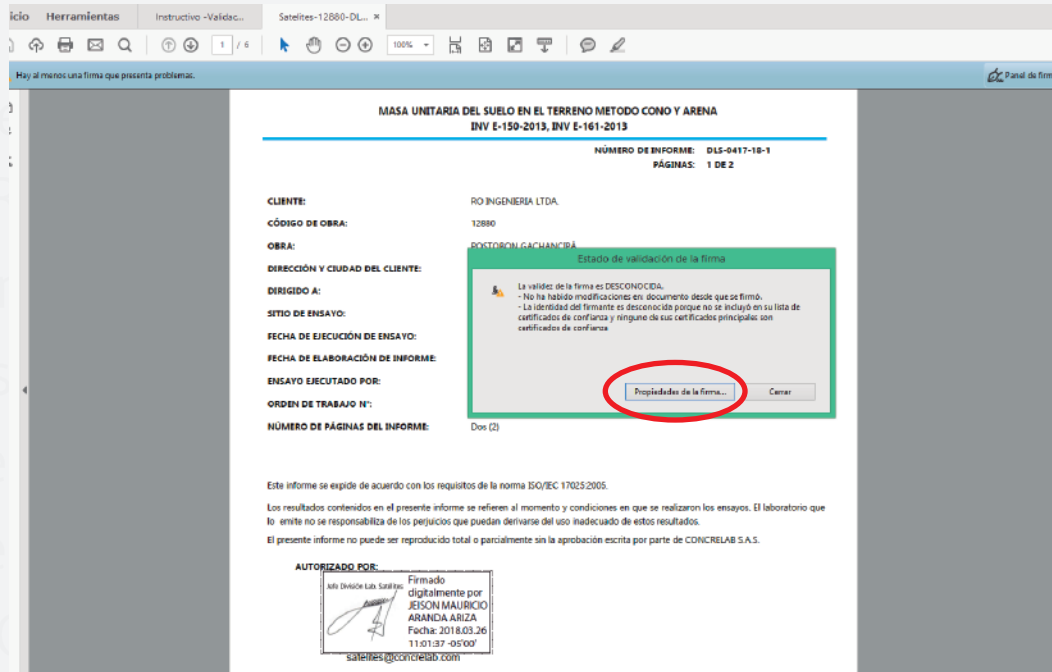 icio Herramientas Instructivo -Validac... Satelites-12880-DL... ×
1 / 6 100%
Hay al menos una firma que presenta problemas. Panel de firm
MASA UNITARIA DEL SUELO EN EL TERRENO METODO CONO Y ARENA
INV E-150-2013, INV E-161-2013
NÚMERO DE INFORME: DLS-0417-18-1
PÁGINAS: 1 DE 2
CLIENTE: RO INGENIERIA LTDA.
CÓDIGO DE OBRA: 12880
OBRA: POSTOBON GACHANCIPÁ
DIRECCIÓN Y CIUDAD DEL CLIENTE:
DIRIGIDO A:
SITIO DE ENSAYO:
FECHA DE EJECUCIÓN DE ENSAYO:
FECHA DE ELABORACIÓN DE INFORME:
ENSAYO EJECUTADO POR:
ORDEN DE TRABAJO N°:
NÚMERO DE PÁGINAS DEL INFORME: Dos (2)
Estado de validación de la firma
La validez de la firma es DESCONOCIDA.
- No ha habido modificaciones en: documento desde que se firmó.
- La identidad del firmante es desconocida porque no se incluyó en su lista de
certificados de confianza y ninguno de sus certificados principales son
certificados de confianza
Propiedades de la firma... Cerrar
Este informe se expide de acuerdo con los requisitos de la norma ISO/IEC 17025:2005.
Los resultados contenidos en el presente informe se refieren al momento y condiciones en que se realizaron los ensayos. El laboratorio que
lo emite no se responsabiliza de los perjuicios que puedan derivarse del uso inadecuado de estos resultados.
El presente informe no puede ser reproducido total o parcialmente sin la aprobación escrita por parte de CONCRELAB S.A.S.
AUTORIZADO POR:
Jefe División Lab. Satélites
Firmado
digitalmente por
JEISON MAURICIO
ARANDA ARIZA
Fecha: 2018.03.26
11:01:37 -05'00'
satelites@concrelab.com